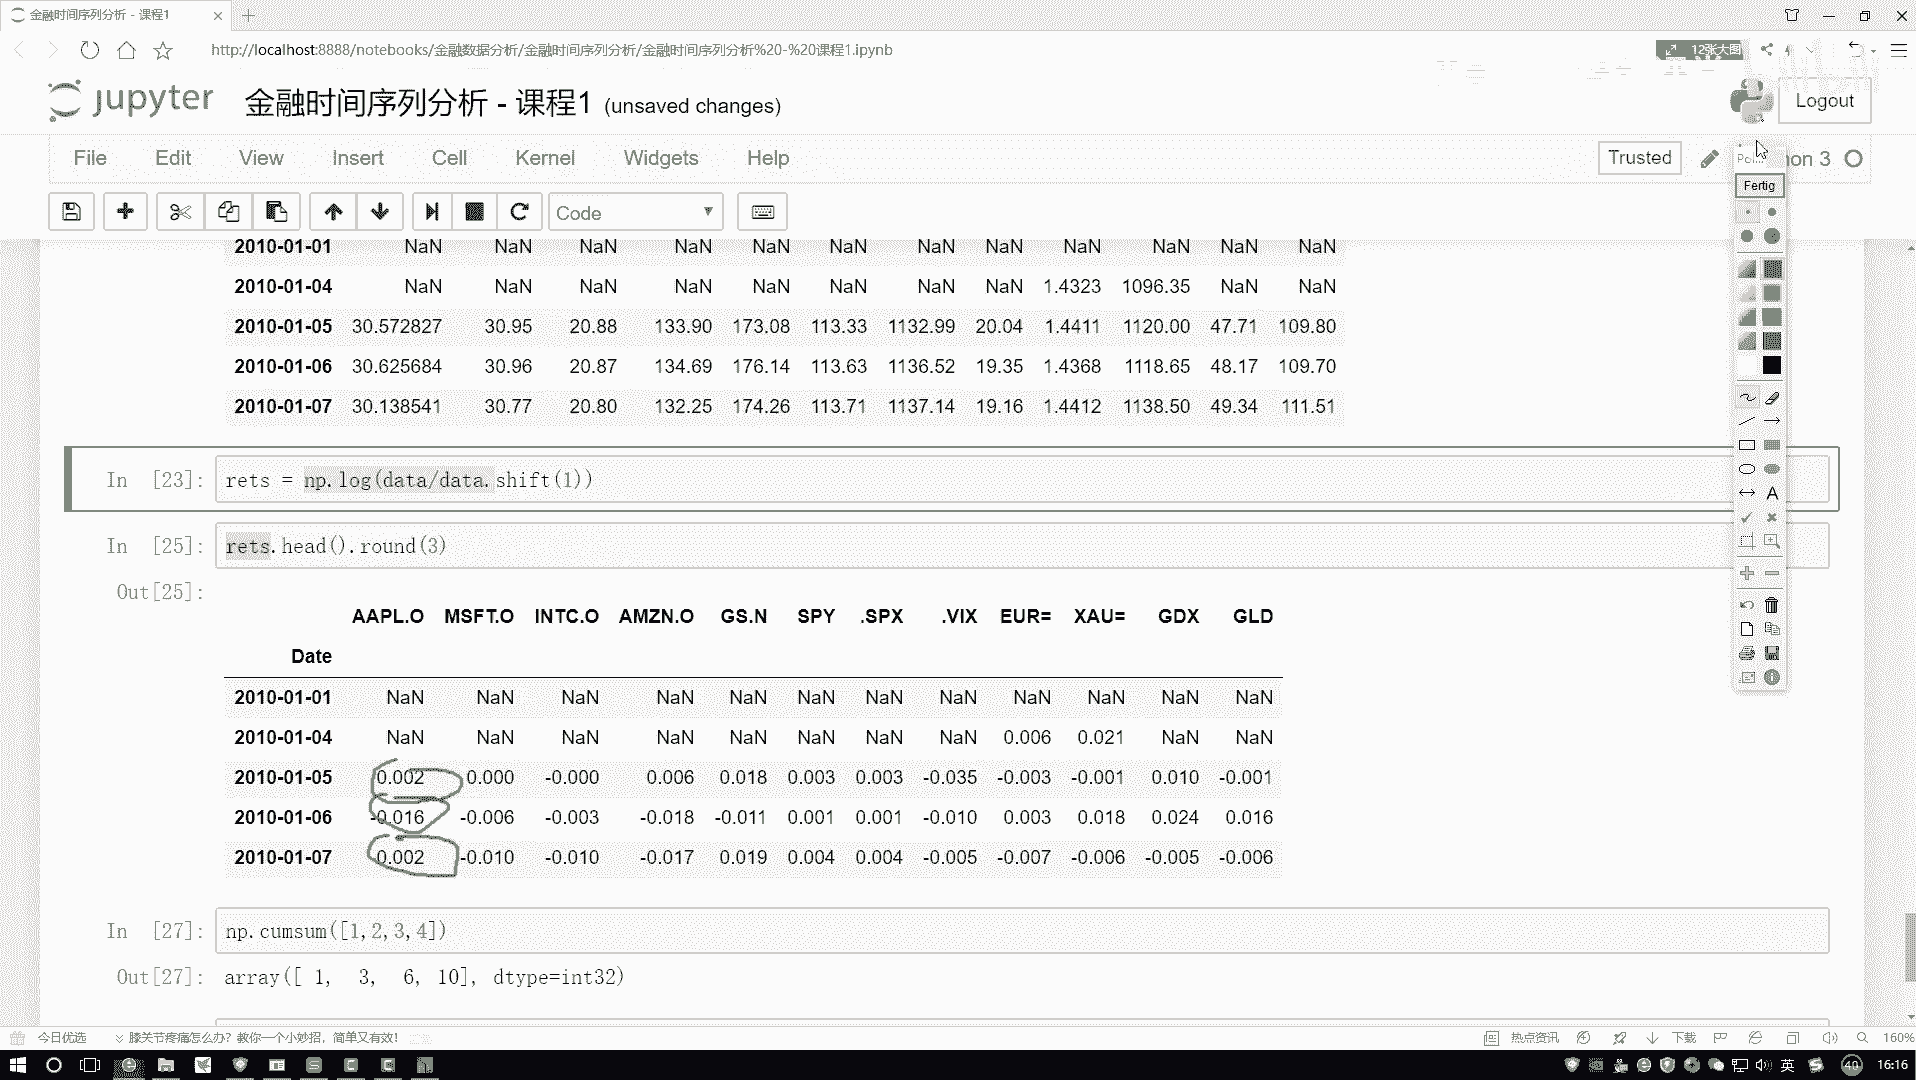 金融时间序列分析 - 课程1
http://localhost:8888/notebooks/金融数据分析/金融时间序列分析/金融时间序列分析%20-%20课程1.ipynb
12张大图
jupyter 金融时间序列分析 - 课程1 (unsaved changes)
Logout
File Edit View Insert Cell Kernel Widgets Help
Trusted
hon 3
Fertig
Code
2010-01-01 NaN NaN NaN NaN NaN NaN NaN NaN NaN NaN NaN NaN
2010-01-04 NaN NaN NaN NaN NaN NaN NaN NaN 1.4323 1096.35 NaN NaN
2010-01-05 30.572827 30.95 20.88 133.90 173.08 113.33 1132.99 20.04 1.4411 1120.00 47.71 109.80
2010-01-06 30.625684 30.96 20.87 134.69 176.14 113.63 1136.52 19.35 1.4368 1118.65 48.17 109.70
2010-01-07 30.138541 30.77 20.80 132.25 174.26 113.71 1137.14 19.16 1.4412 1138.50 49.34 111.51
In [23]: rets = np.log(data/data.shift(1))
In [25]: rets.head().round(3)
Out[25]:
AAPL.O MSFT.O INTC.O AMZN.O GS.N SPY .SPX .VIX EUR= XAU= GDX GLD
Date
2010-01-01 NaN NaN NaN NaN NaN NaN NaN NaN NaN NaN NaN NaN
2010-01-04 NaN NaN NaN NaN NaN NaN NaN NaN 0.006 0.021 NaN NaN
2010-01-05 0.002 0.000 -0.000 0.006 0.018 0.003 0.003 -0.035 -0.003 -0.001 0.010 -0.001
2010-01-06 -0.016 -0.006 -0.003 -0.018 -0.011 0.001 0.001 -0.010 0.003 0.018 0.024 0.016
2010-01-07 0.002 -0.010 -0.010 -0.017 0.019 0.004 0.004 -0.005 -0.007 -0.006 -0.005 -0.006
In [27]: np.cumsum([1,2,3,4])
Out[27]: array([ 1, 3, 6, 10], dtype=int32)
今日优选 膝关节疼痛怎么办？教你一个小妙招，简单又有效！
热点资讯 下载 160%
英 40 16:16